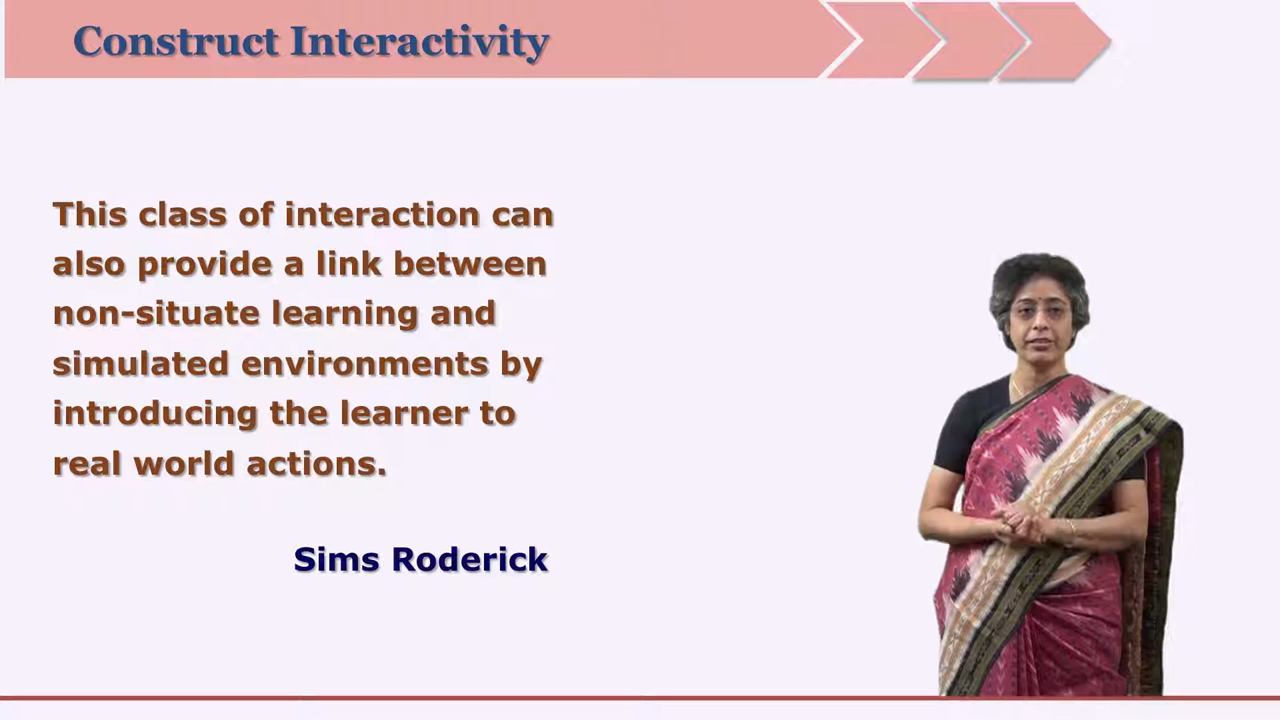 Construct Interactivity
This class of interaction can
also provide a link between
non-situate learning and
simulated environments by
introducing the learner to
real world actions.
Sims Roderick